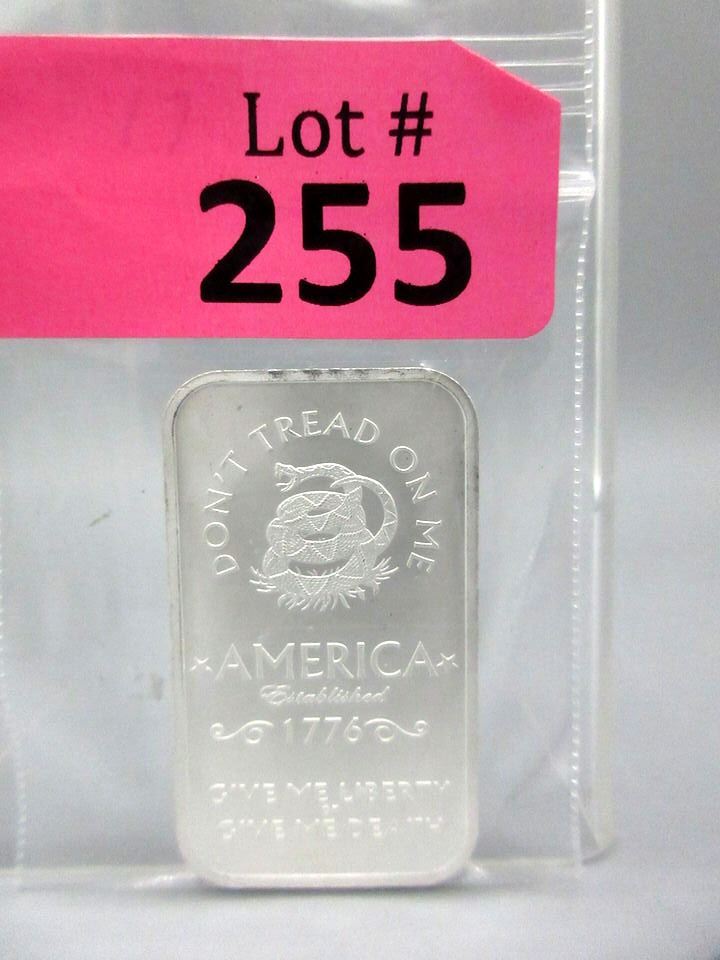 Lot #
255
DON'T TREAD ON ME
AMERICA
Established
1776
GIVE ME LIBERTY
GIVE ME DEATH